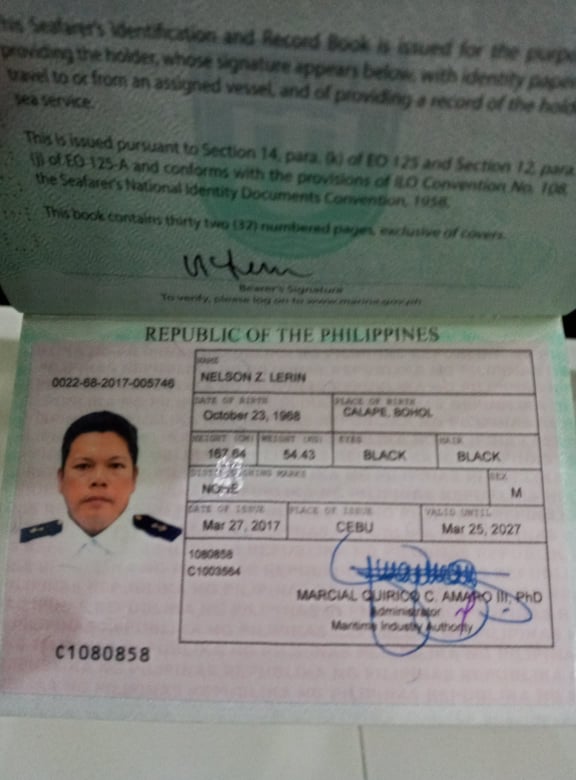 his Seafarer's Identification and Record Book is issued for the purpo
providing the holder, whose signature appears below, with identity paper
travel to or from an assigned vessel, and of providing a record of the hold
sea service.
This is issued pursuant to Section 14, para. (k) of EO 125 and Section 12, para.
(j) of EO 125-A and conforms with the provisions of ILO Convention No. 108,
the Seafarer's National Identity Documents Convention, 1958.
This book contains thirty two (32) numbered pages, exclusive of covers.
Bearer's Signature
To verify, please log on to www.marina.gov.ph
REPUBLIC OF THE PHILIPPINES
0022-68-2017-005746
NAME
NELSON Z. LERIN
DATE OF BIRTH PLACE OF BIRTH
October 23, 1968 CALAPE, BOHOL
HEIGHT (CM) WEIGHT (KG) EYES HAIR
167.64 54.43 BLACK BLACK
DISTINGUISHING MARKS SEX
NONE M
DATE OF ISSUE PLACE OF ISSUE VALID UNTIL
Mar 27, 2017 CEBU Mar 25, 2027
1080858
C1003564
MARCIAL QUIRICO C. AMARO III, PhD
Administrator
Maritime Industry Authority
C1080858